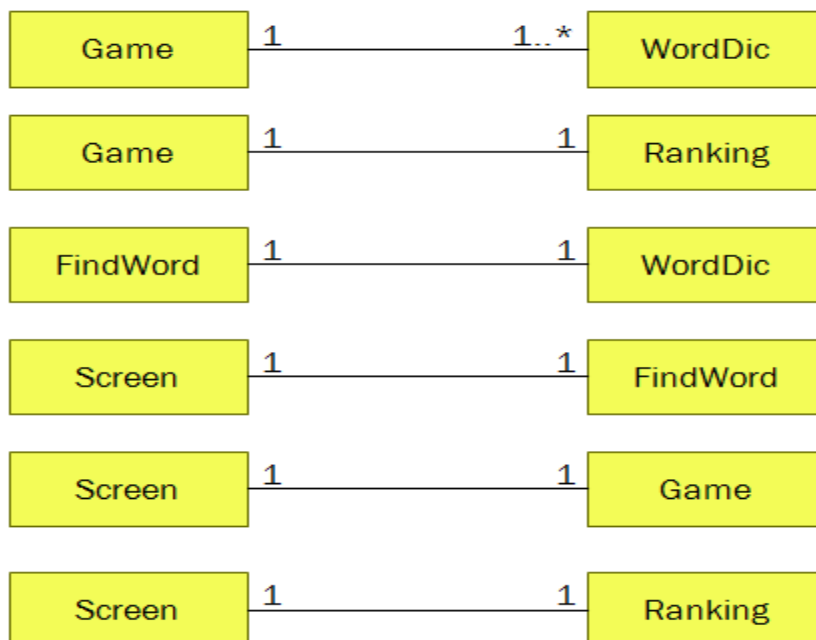 Game 1 1..* WordDic
Game 1 1 Ranking
FindWord 1 1 WordDic
Screen 1 1 FindWord
Screen 1 1 Game
Screen 1 1 Ranking